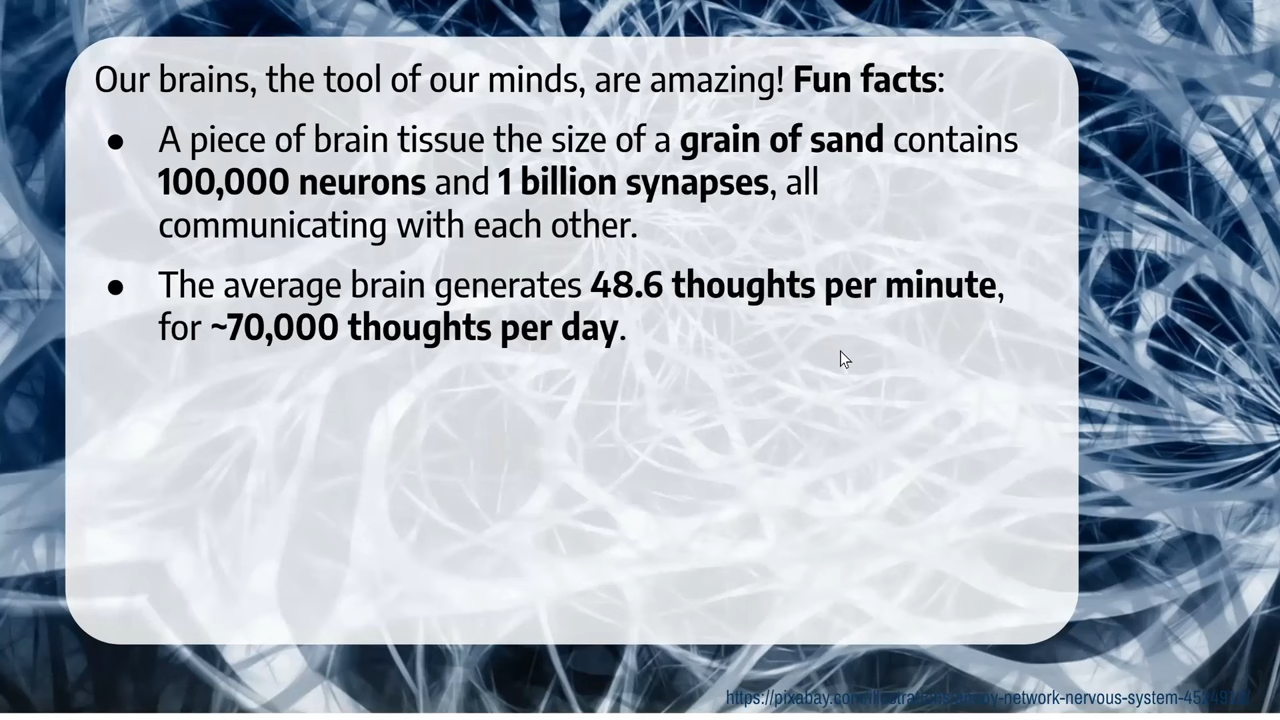 Our brains, the tool of our minds, are amazing! Fun facts:
● A piece of brain tissue the size of a grain of sand contains
100,000 neurons and 1 billion synapses, all
communicating with each other.
● The average brain generates 48.6 thoughts per minute,
for ~70,000 thoughts per day.